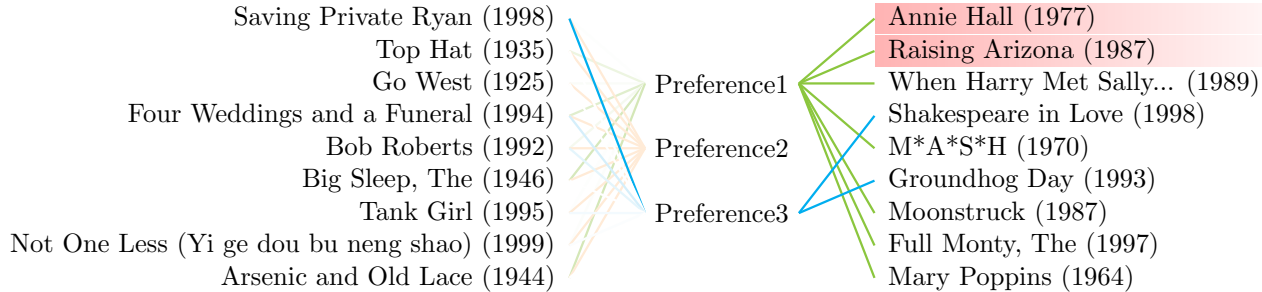 Saving Private Ryan (1998)
Top Hat (1935)
Go West (1925)
Four Weddings and a Funeral (1994)
Bob Roberts (1992)
Big Sleep, The (1946)
Tank Girl (1995)
Not One Less (Yi ge dou bu neng shao) (1999)
Arsenic and Old Lace (1944)
Preference1
Preference2
Preference3
Annie Hall (1977)
Raising Arizona (1987)
When Harry Met Sally... (1989)
Shakespeare in Love (1998)
M*A*S*H (1970)
Groundhog Day (1993)
Moonstruck (1987)
Full Monty, The (1997)
Mary Poppins (1964)